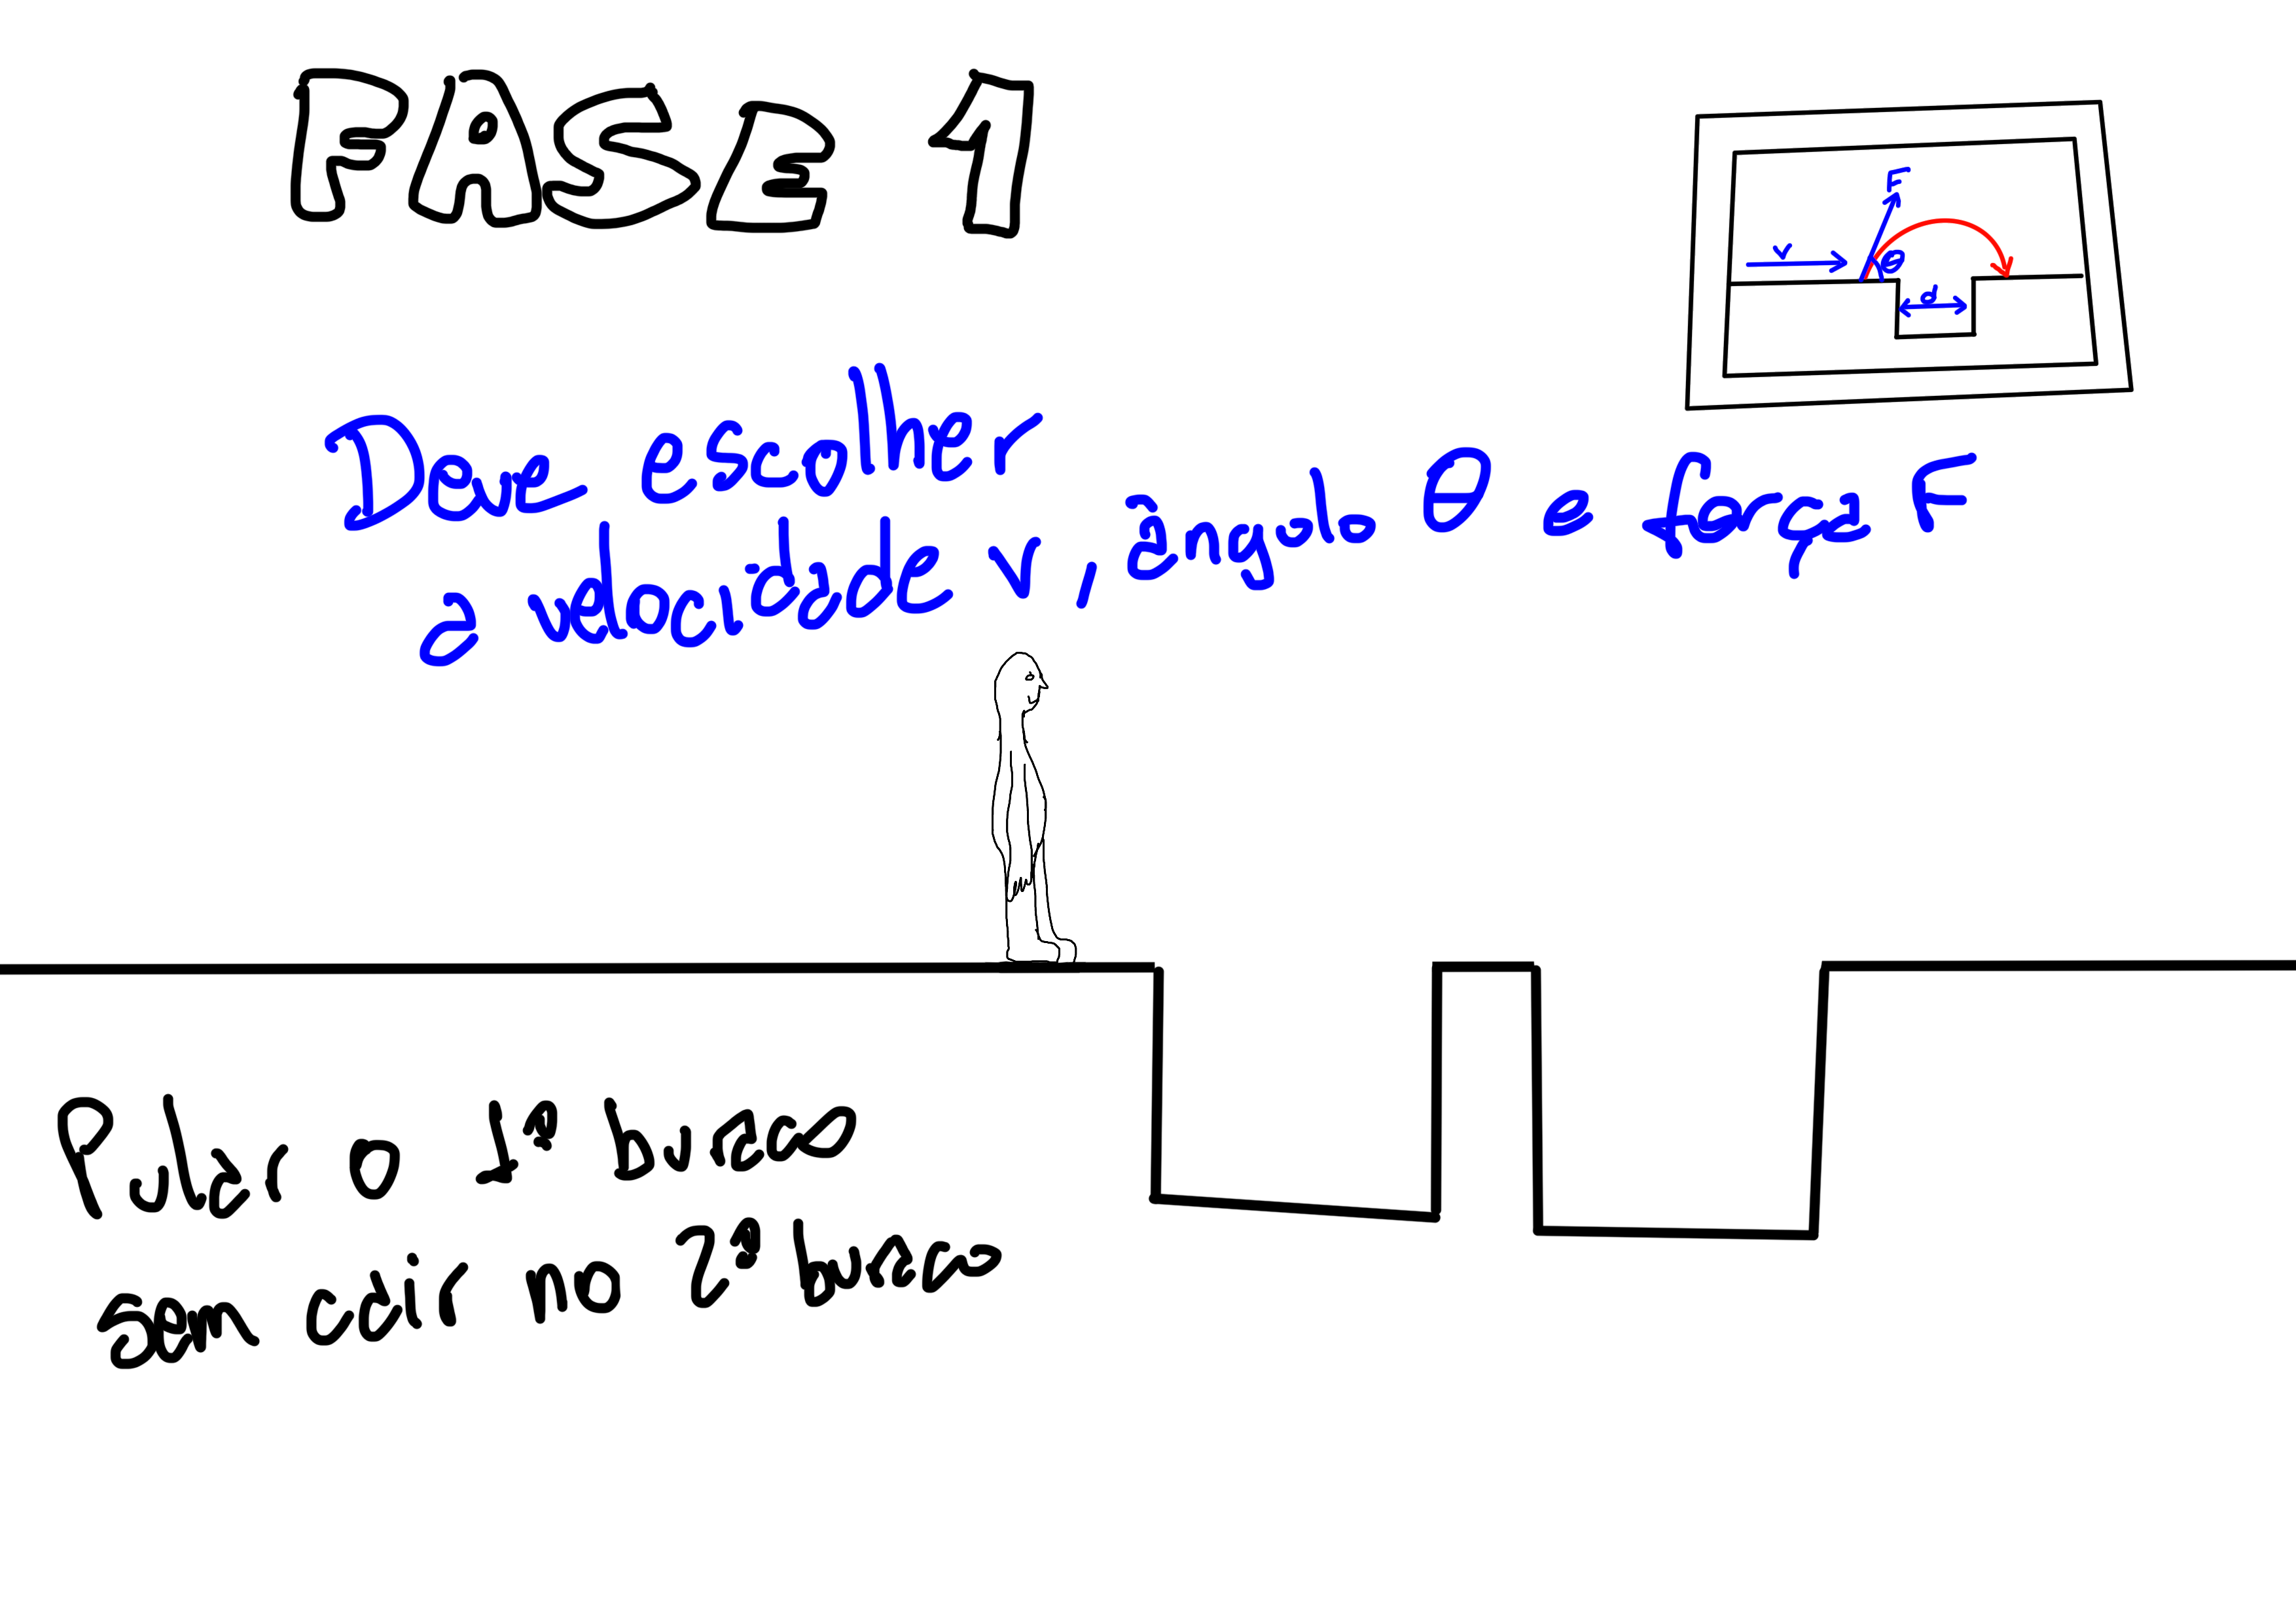 FASE 1
F
v
θ
d
Deve escolher
a velocidade v, ângulo θ e força F
Pular o 1º buraco
sem cair no 2º buraco